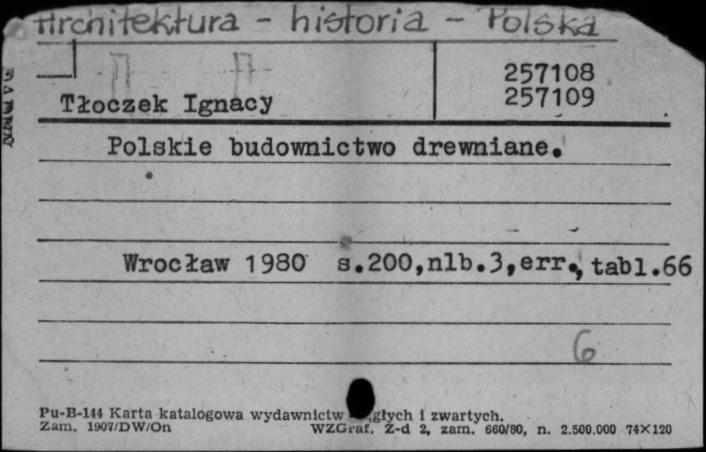 Architektura - historia - Polska
257108
Tłoczek Ignacy 257109
Polskie budownictwo drewniane.
Wrocław 1980 s.200,nlb.3,err., tabl.66
6
Pu-B-144 Karta katalogowa wydawnictw głych i zwartych.
Zam. 1907/DW/On WZGraf. Z-d 2, zam. 660/80, n. 2.500.000 74X120